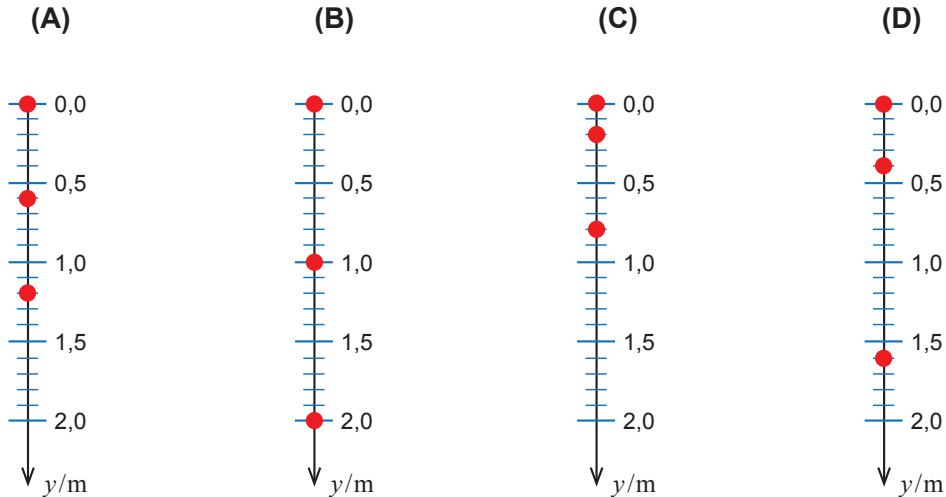 (A) (B) (C) (D)
0,0 0,0 0,0 0,0
0,5 0,5 0,5 0,5
1,0 1,0 1,0 1,0
1,5 1,5 1,5 1,5
2,0 2,0 2,0 2,0
y/m y/m y/m y/m